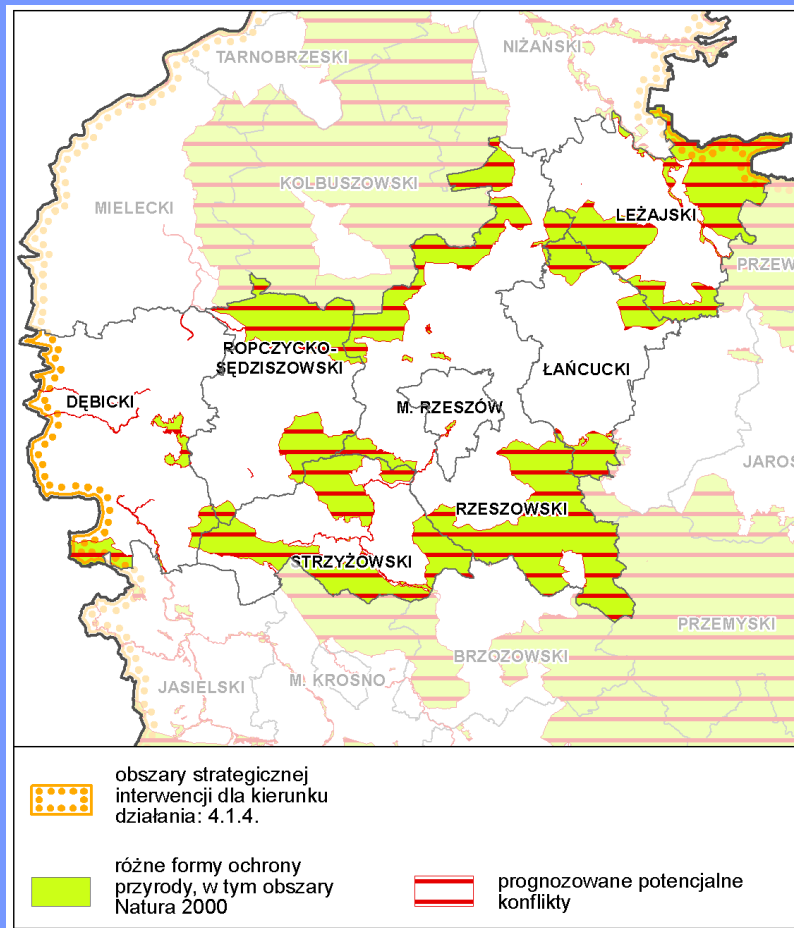 TARNOBRZESKI
NIŻAŃSKI
KOLBUSZOWSKI
MIELECKI
LEŻAJSKI
PRZEW
ROPCZYCKO-
SĘDZISZOWSKI
ŁAŃCUCKI
DĘBICKI
M. RZESZÓW
JAROS
RZESZOWSKI
STRZYŻOWSKI
PRZEMYSKI
BRZOZOWSKI
M. KROSNO
JASIELSKI
obszary strategicznej
interwencji dla kierunku
działania: 4.1.4.
różne formy ochrony
przyrody, w tym obszary
Natura 2000
prognozowane potencjalne
konflikty